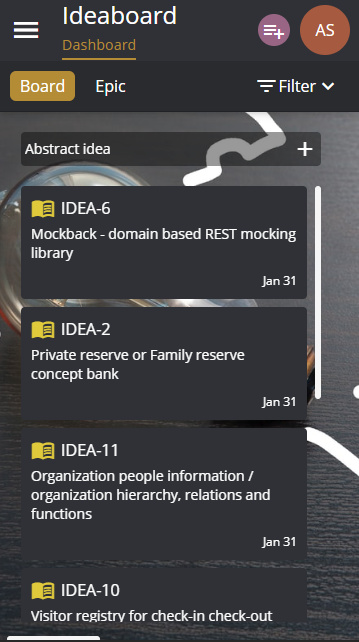 Ideaboard
Dashboard
AS
Board
Epic
Filter
Abstract idea
IDEA-6
Mockback - domain based REST mocking
library
Jan 31
IDEA-2
Private reserve or Family reserve
concept bank
Jan 31
IDEA-11
Organization people information /
organization hierarchy, relations and
functions
Jan 31
IDEA-10
Visitor registry for check-in check-out